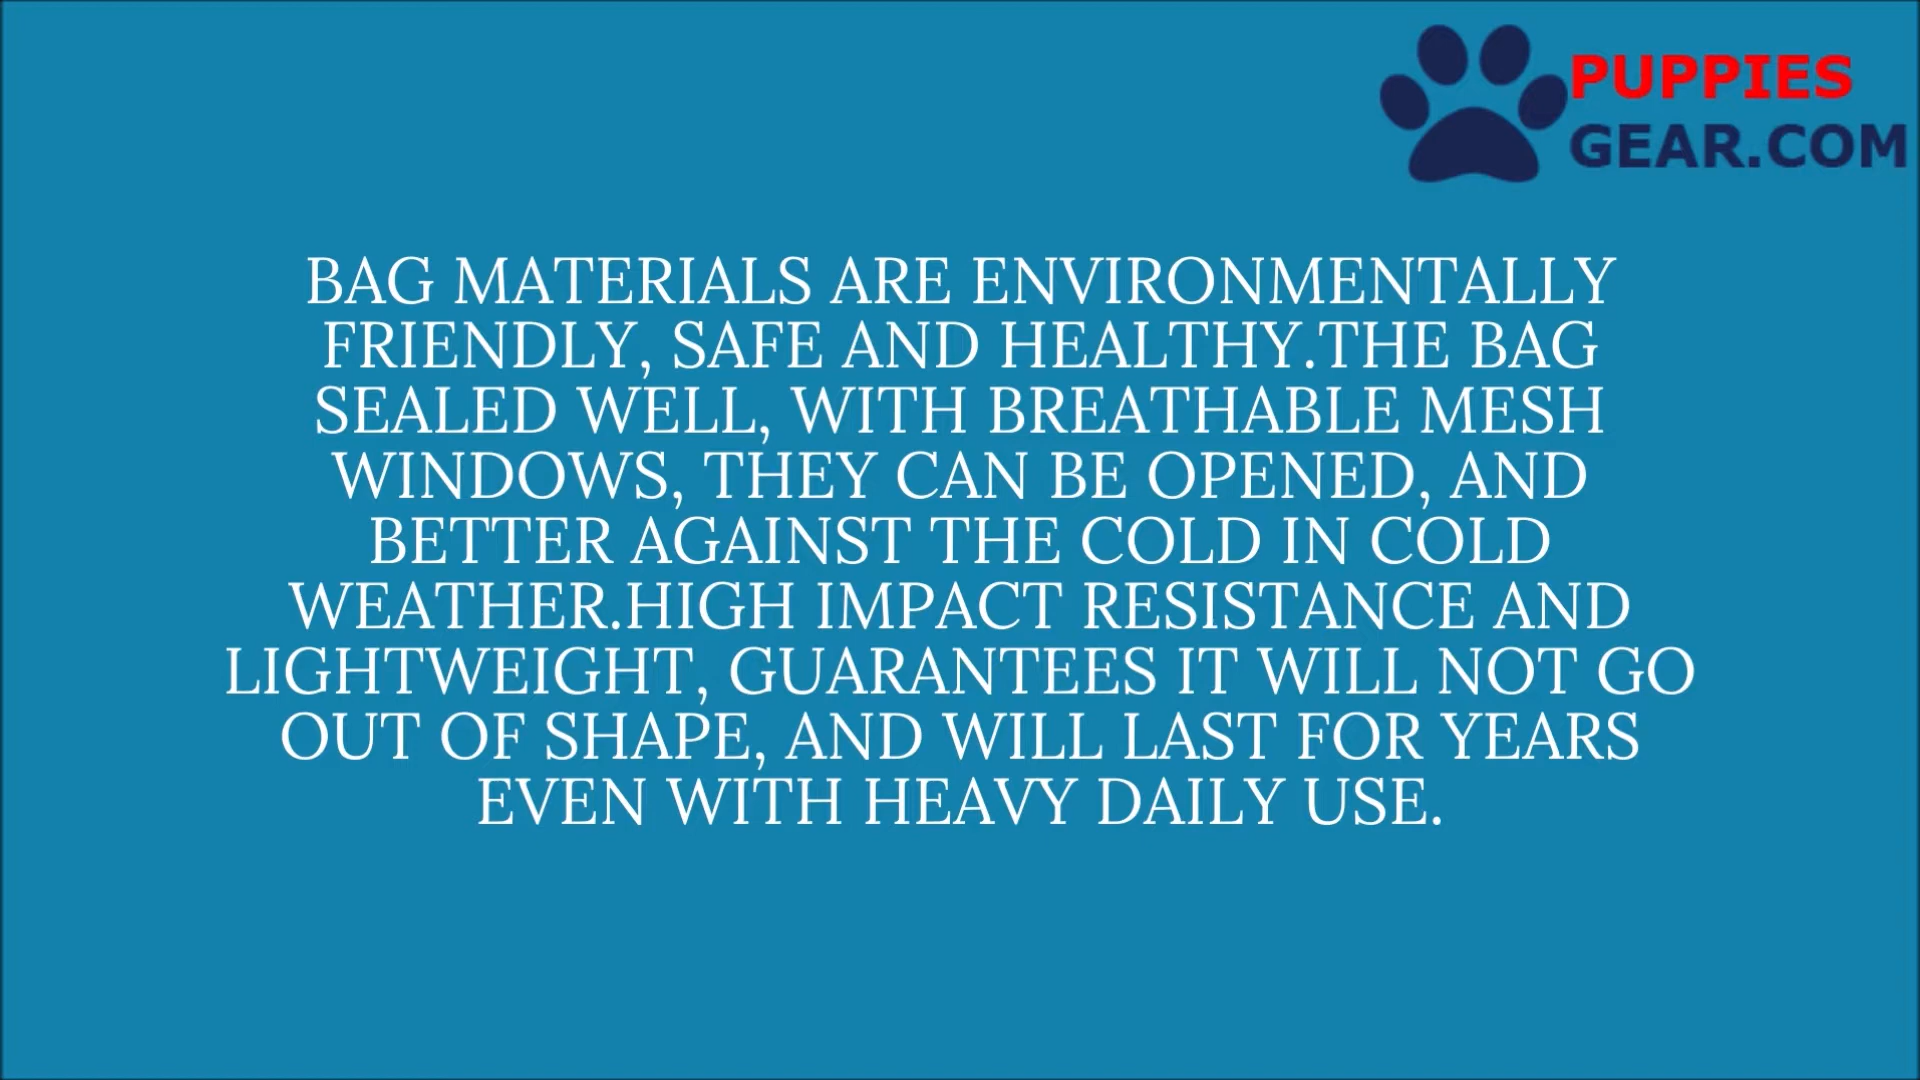 PUPPIES
GEAR.COM
BAG MATERIALS ARE ENVIRONMENTALLY
FRIENDLY, SAFE AND HEALTHY.THE BAG
SEALED WELL, WITH BREATHABLE MESH
WINDOWS, THEY CAN BE OPENED, AND
BETTER AGAINST THE COLD IN COLD
WEATHER.HIGH IMPACT RESISTANCE AND
LIGHTWEIGHT, GUARANTEES IT WILL NOT GO
OUT OF SHAPE, AND WILL LAST FOR YEARS
EVEN WITH HEAVY DAILY USE.